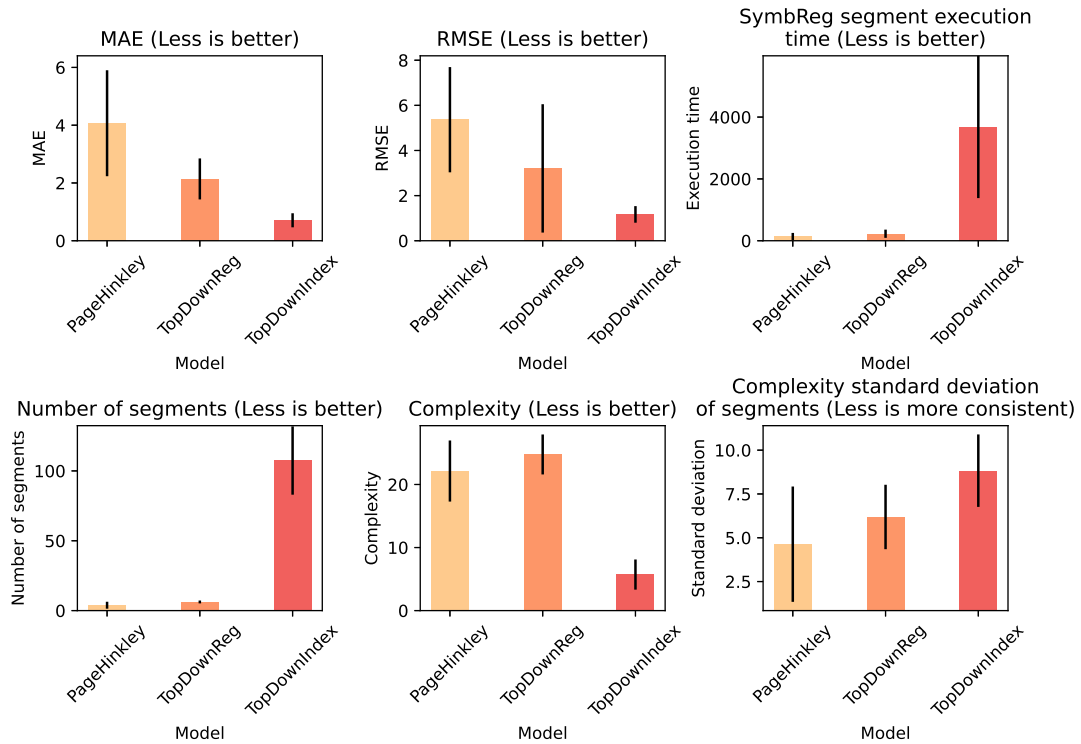 MAE (Less is better)
6
4
2
0
MAE
PageHinkley
TopDownReg
TopDownIndex
Model
RMSE (Less is better)
8
6
4
2
0
RMSE
PageHinkley
TopDownReg
TopDownIndex
Model
SymbReg segment execution
time (Less is better)
4000
2000
0
Execution time
PageHinkley
TopDownReg
TopDownIndex
Model
Number of segments (Less is better)
100
50
0
Number of segments
PageHinkley
TopDownReg
TopDownIndex
Model
Complexity (Less is better)
20
10
0
Complexity
PageHinkley
TopDownReg
TopDownIndex
Model
Complexity standard deviation
of segments (Less is more consistent)
10.0
7.5
5.0
2.5
Standard deviation
PageHinkley
TopDownReg
TopDownIndex
Model